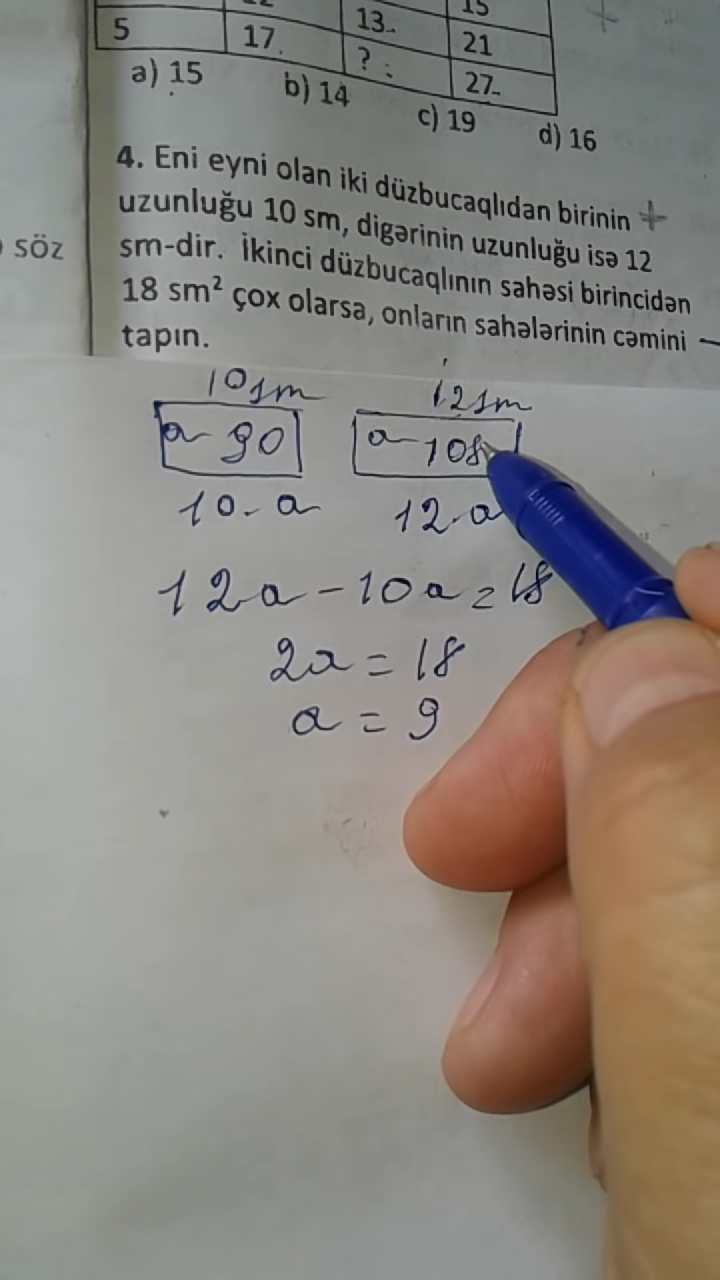 15
13
5 17. 21
? : 27
a) 15 b) 14 c) 19 d) 16
4. Eni eyni olan iki düzbucaqlıdan birinin +
uzunluğu 10 sm, digərinin uzunluğu isə 12
sm-dir. İkinci düzbucaqlının sahəsi birincidən
18 sm² çox olarsa, onların sahələrinin cəmini
tapın.
söz
10sm 12sm
a 90 a 108
10.a 12.a
12a - 10a = 18
2a = 18
a = 9